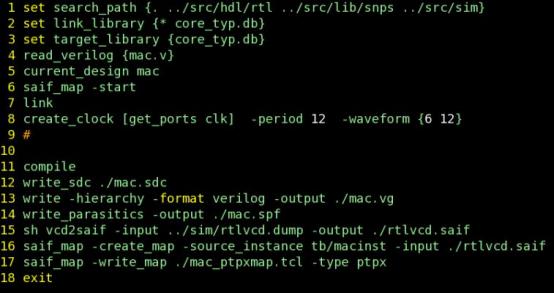 1 set search_path {. ../src/hdl/rtl ../src/lib/snps ../src/sim}
2 set link_library {* core_typ.db}
3 set target_library {core_typ.db}
4 read_verilog {mac.v}
5 current_design mac
6 saif_map -start
7 link
8 create_clock [get_ports clk]  -period 12  -waveform {6 12}
9 #
10
11 compile
12 write_sdc ./mac.sdc
13 write -hierarchy -format verilog -output ./mac.vg
14 write_parasitics -output ./mac.spf
15 sh vcd2saif -input ../sim/rtlvcd.dump -output ./rtlvcd.saif
16 saif_map -create_map -source_instance tb/macinst -input ./rtlvcd.saif
17 saif_map -write_map ./mac_ptpxmap.tcl -type ptpx
18 exit